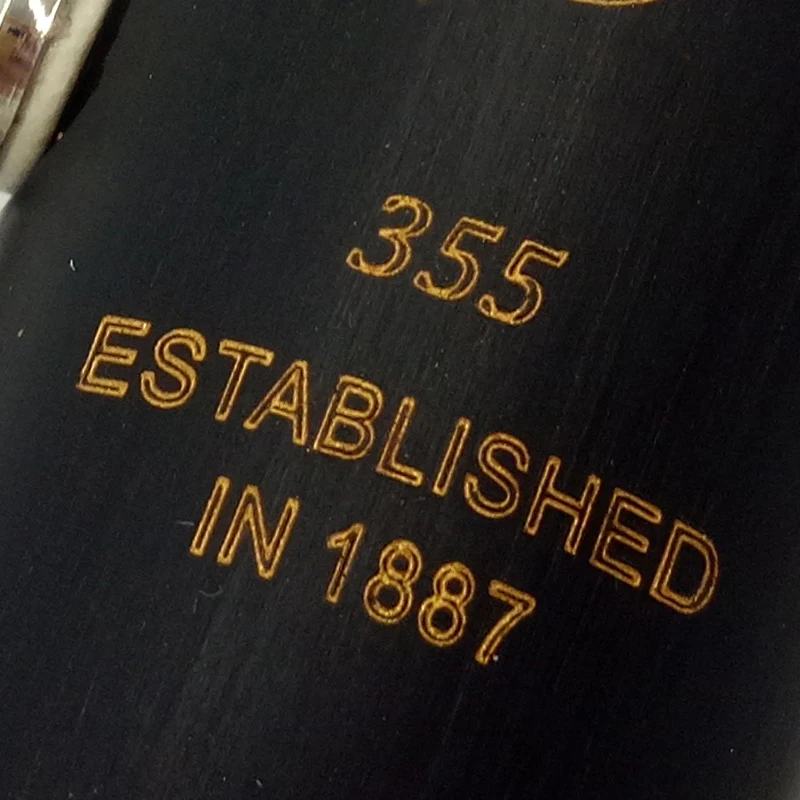 355
ESTABLISHED
IN 1887